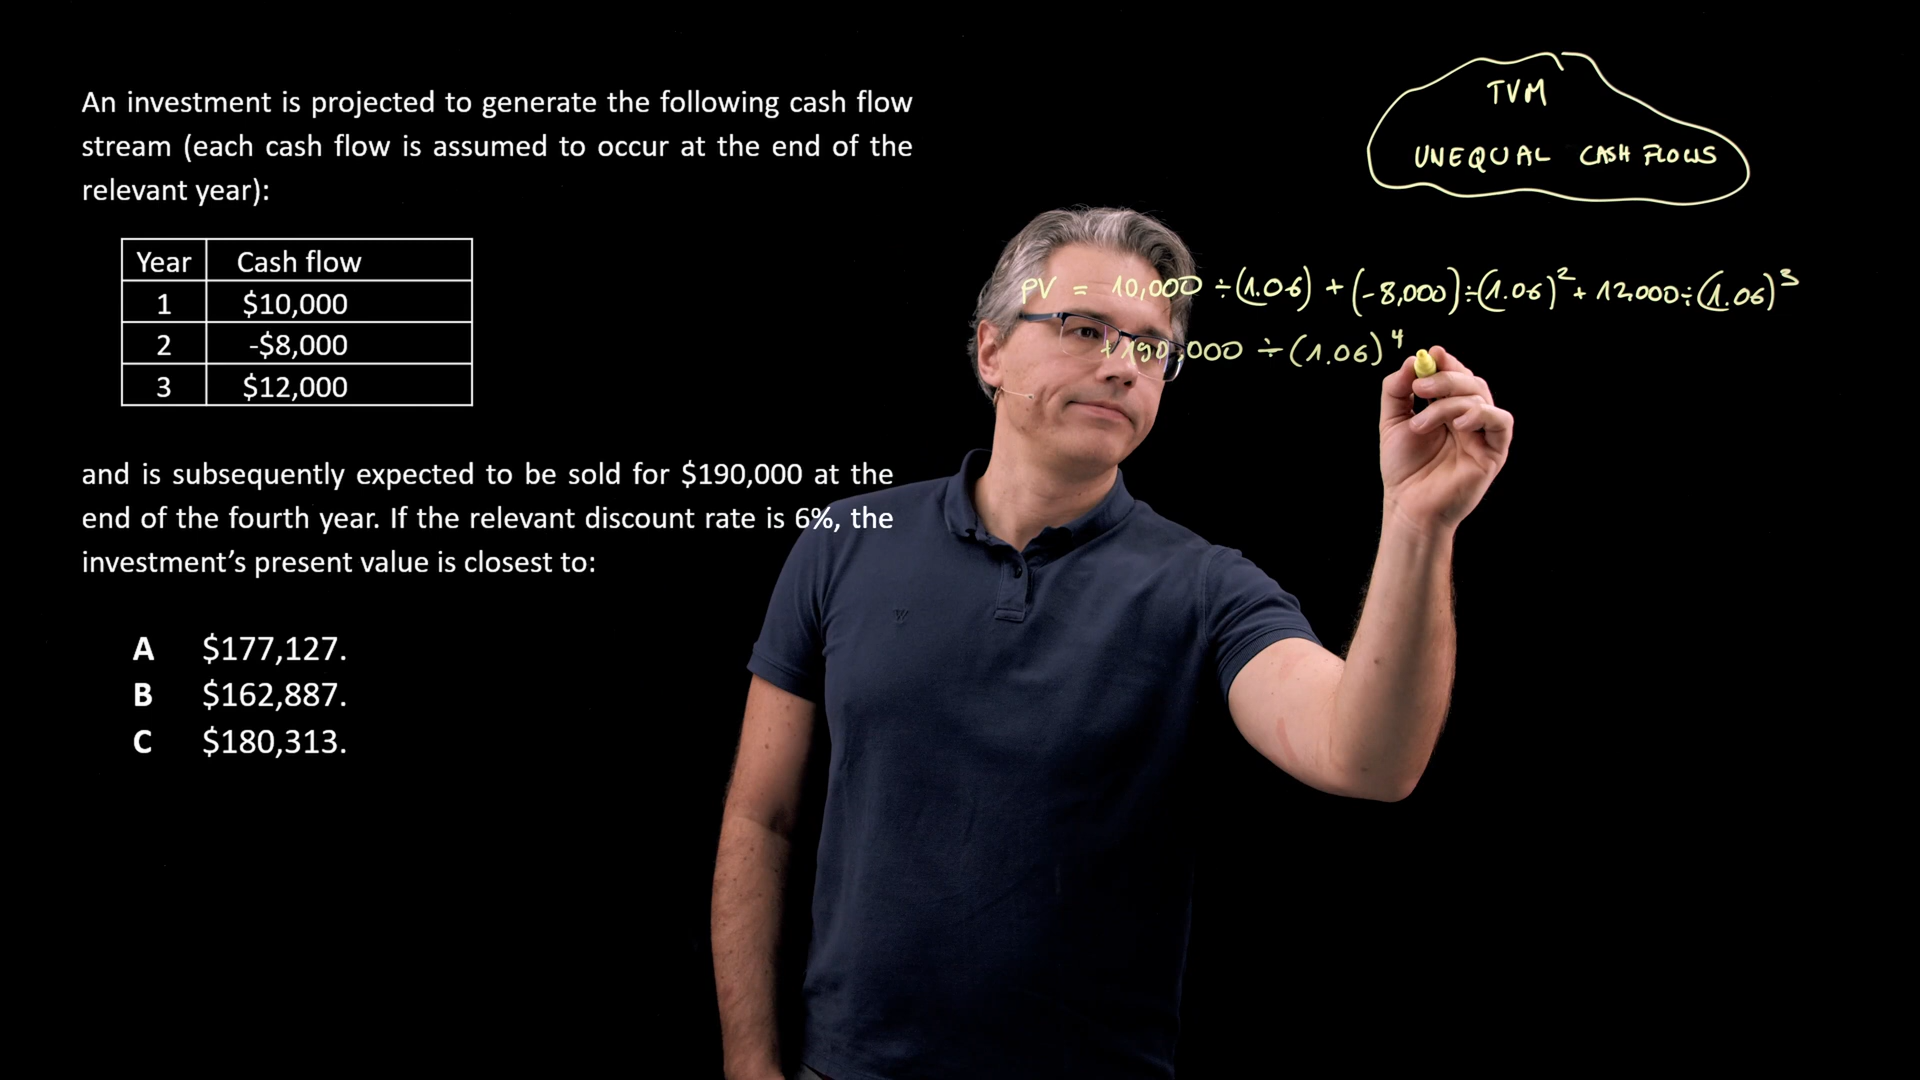 An investment is projected to generate the following cash flow
stream (each cash flow is assumed to occur at the end of the
relevant year):
Year Cash flow
1 $10,000
2 -$8,000
3 $12,000
and is subsequently expected to be sold for $190,000 at the
end of the fourth year. If the relevant discount rate is 6%, the
investment’s present value is closest to:
A $177,127.
B $162,887.
C $180,313.
TVM
UNEQUAL CASH FLOWS
PV = 10,000 ÷ (1.06) + (-8,000) ÷ (1.06)² + 12,000 ÷ (1.06)³
+ 190,000 ÷ (1.06)⁴